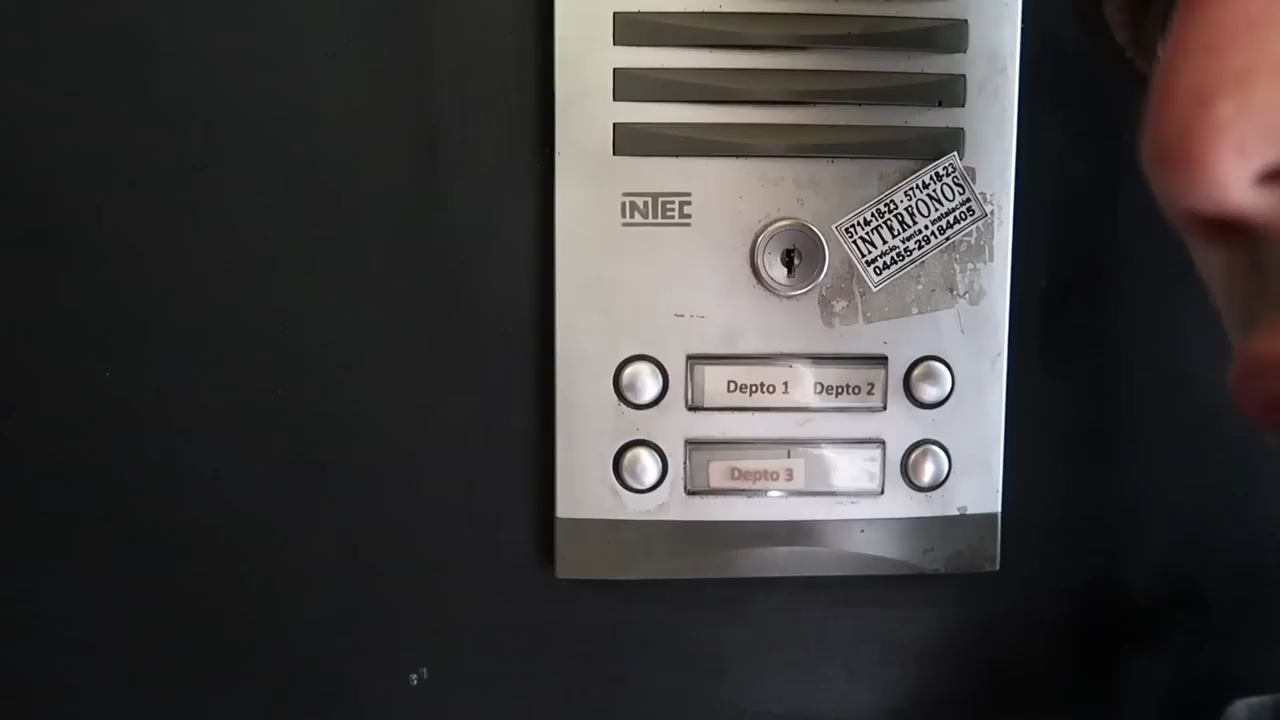 INTEC
5714-18-23 . 5714-18-23
INTERFONOS
Servicio, Venta e Instalación
04455-29184405
Depto 1 Depto 2
Depto 3